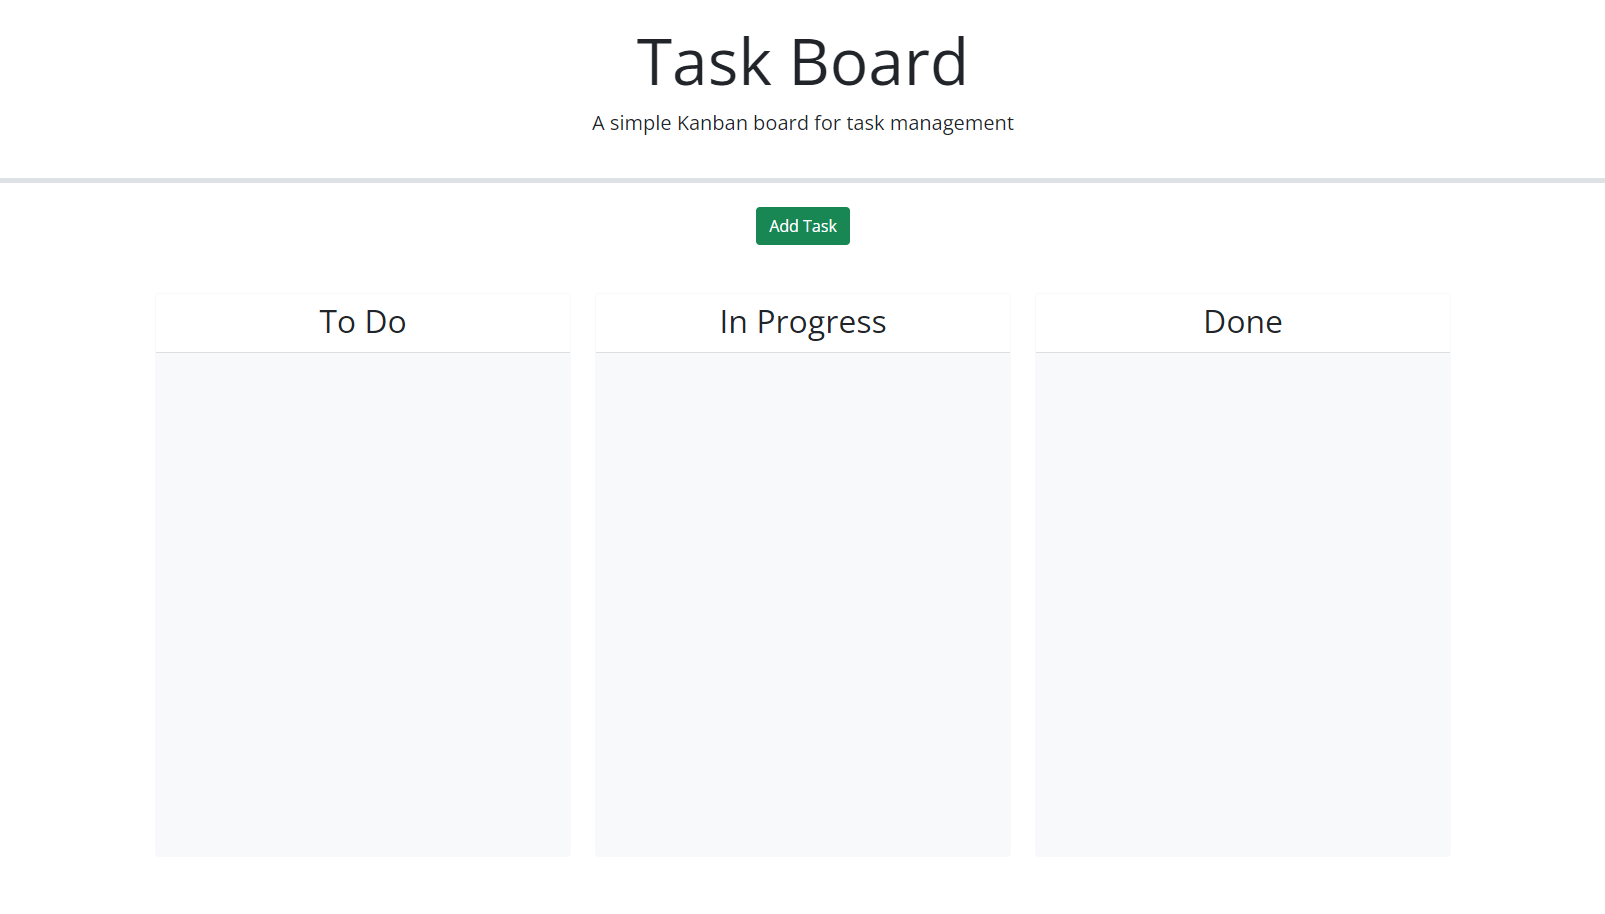 Task Board
A simple Kanban board for task management
Add Task
To Do
In Progress
Done